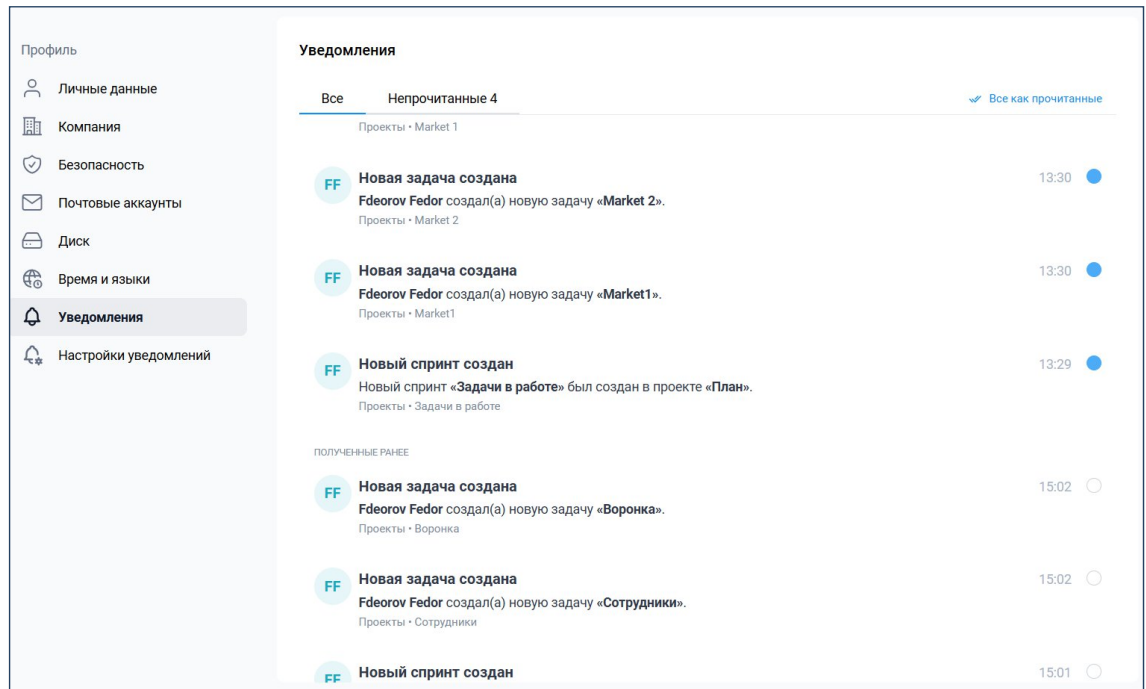 Профиль
Личные данные
Компания
Безопасность
Почтовые аккаунты
Диск
Время и языки
Уведомления
Настройки уведомлений
Уведомления
Все Непрочитанные 4 Все как прочитанные
Проекты • Market 1
FF Новая задача создана 13:30
Fdeorov Fedor создал(а) новую задачу «Market 2».
Проекты • Market 2
FF Новая задача создана 13:30
Fdeorov Fedor создал(а) новую задачу «Market1».
Проекты • Market1
FF Новый спринт создан 13:29
Новый спринт «Задачи в работе» был создан в проекте «План».
Проекты • Задачи в работе
ПОЛУЧЕННЫЕ РАНЕЕ
FF Новая задача создана 15:02
Fdeorov Fedor создал(а) новую задачу «Воронка».
Проекты • Воронка
FF Новая задача создана 15:02
Fdeorov Fedor создал(а) новую задачу «Сотрудники».
Проекты • Сотрудники
FF Новый спринт создан 15:01